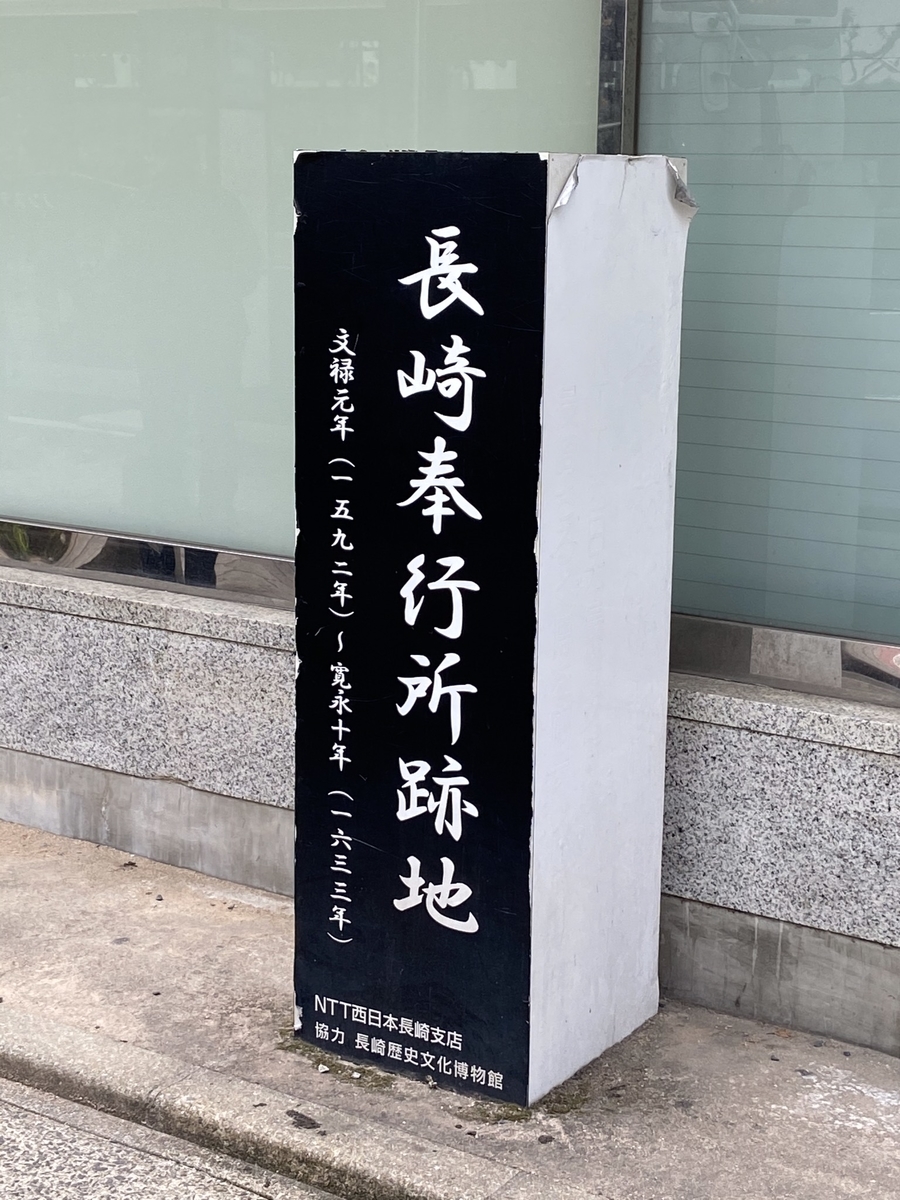 長崎奉行所跡地
文禄元年(一五九二年)〜寛永十年(一六三三年)
NTT西日本長崎支店
協力 長崎歴史文化博物館